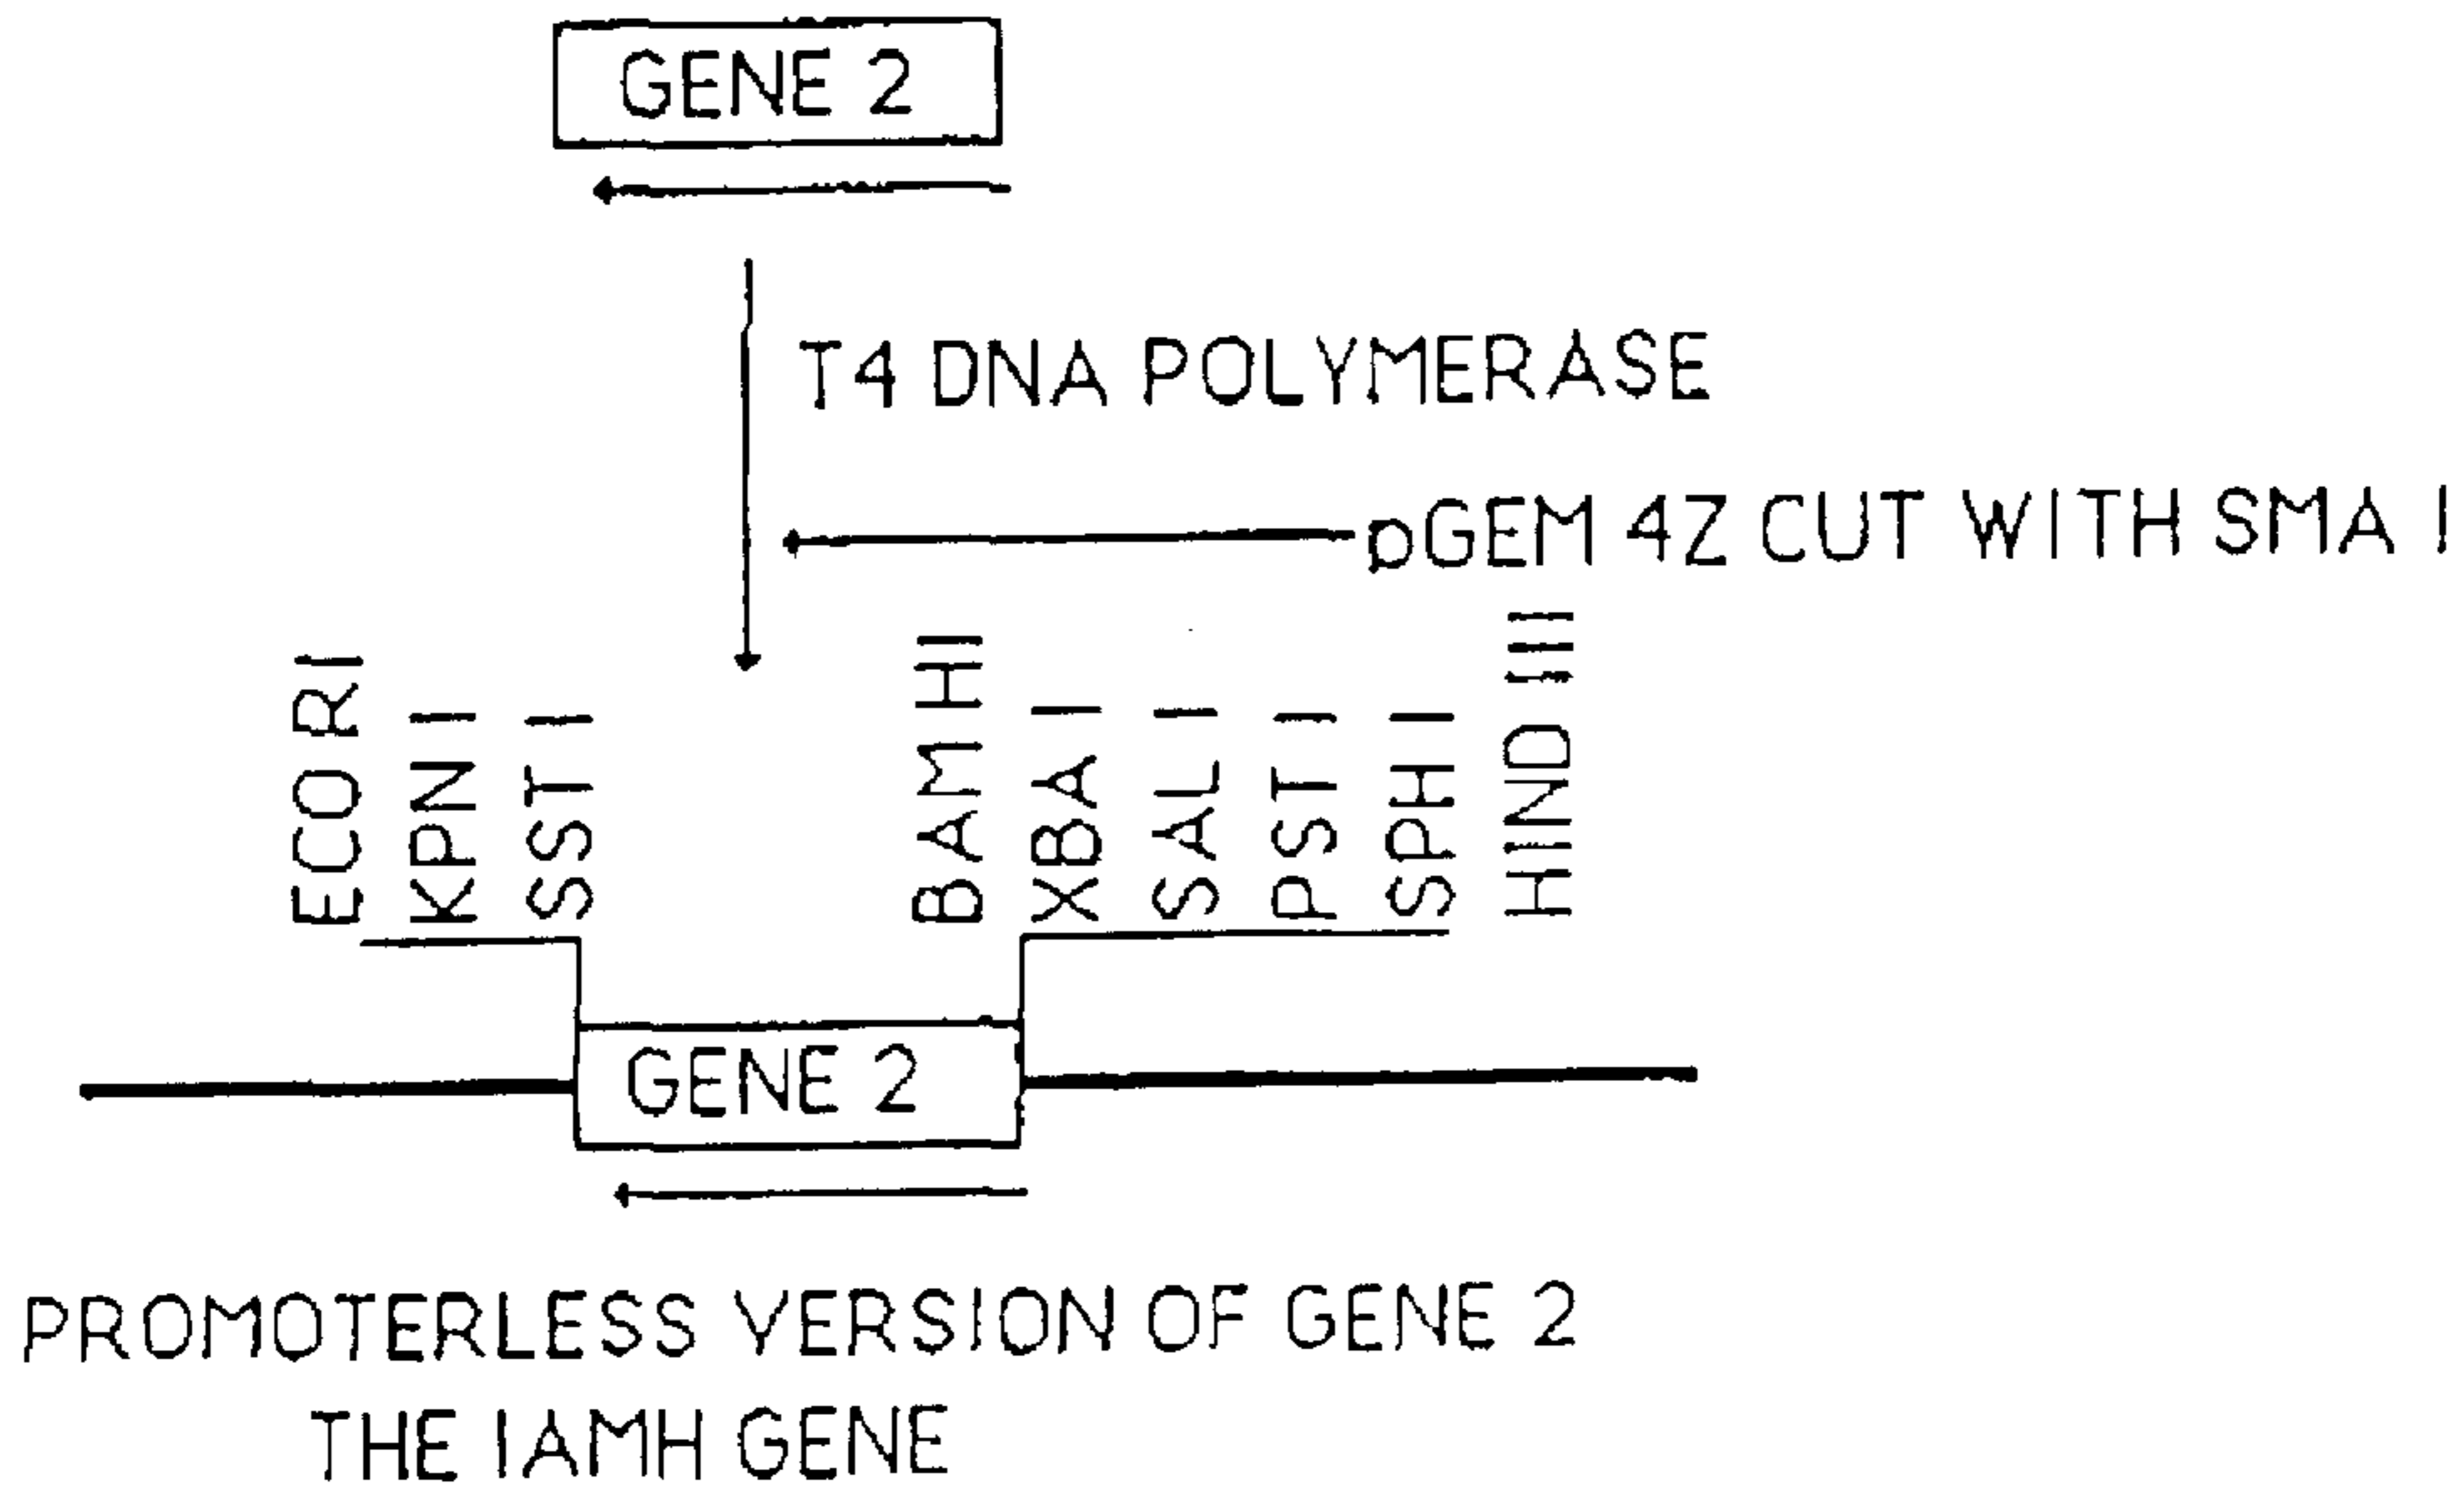 GENE 2
T4 DNA POLYMERASE
pGEM 4Z CUT WITH SMA I
ECO RI
KPN I
SST I
BAM HI
XBA I
SAL I
PST I
SPH I
HIND III
GENE 2
PROMOTERLESS VERSION OF GENE 2
THE IAMH GENE